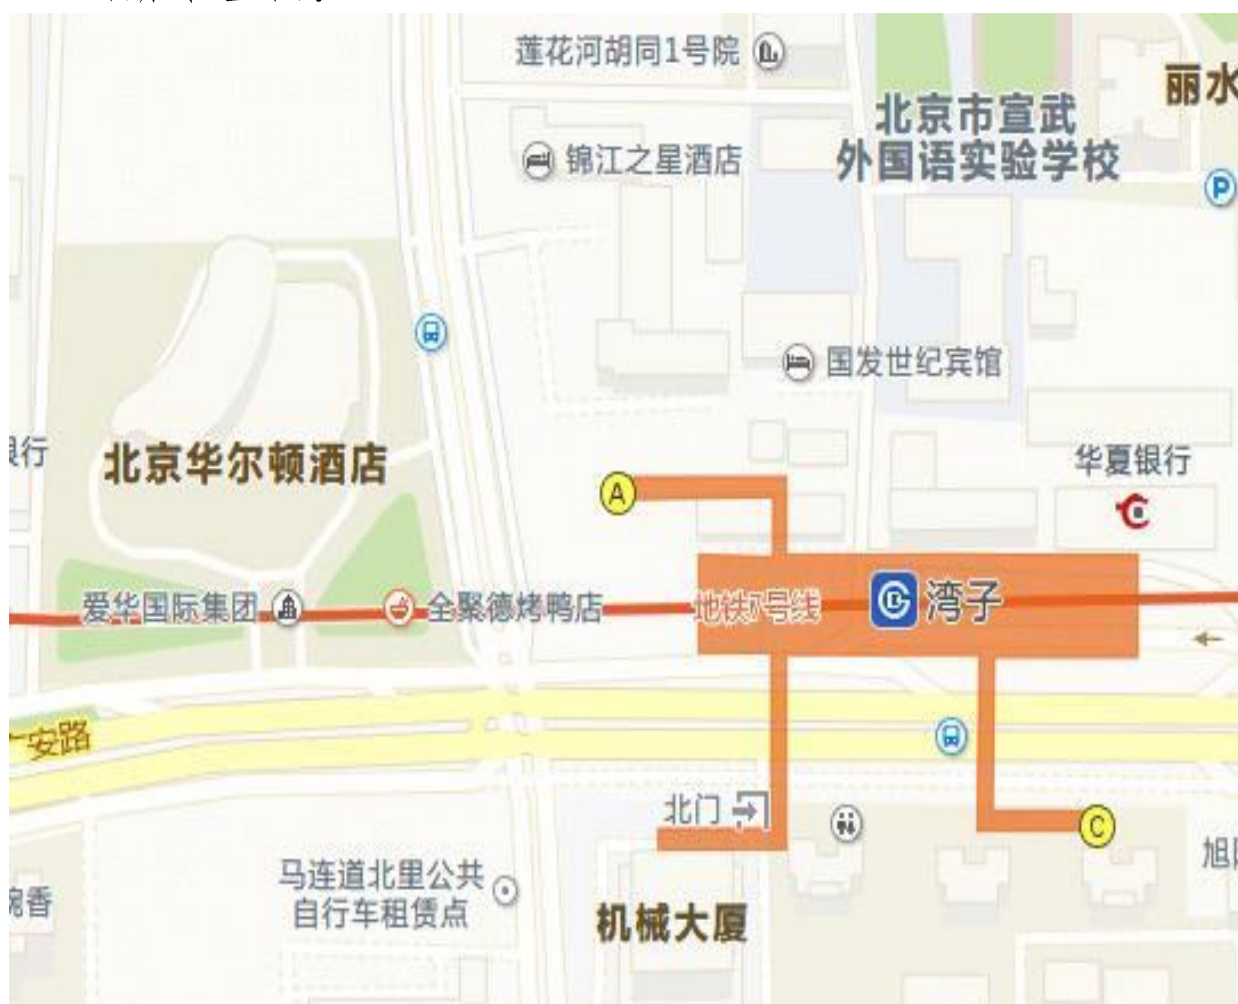 莲花河胡同1号院
丽水
北京市宣武
外国语实验学校
锦江之星酒店
P
国发世纪宾馆
银行
北京华尔顿酒店
华夏银行
A
爱华国际集团
全聚德烤鸭店
地铁7号线
湾子
安路
北门
C
马连道北里公共
自行车租赁点
机械大厦